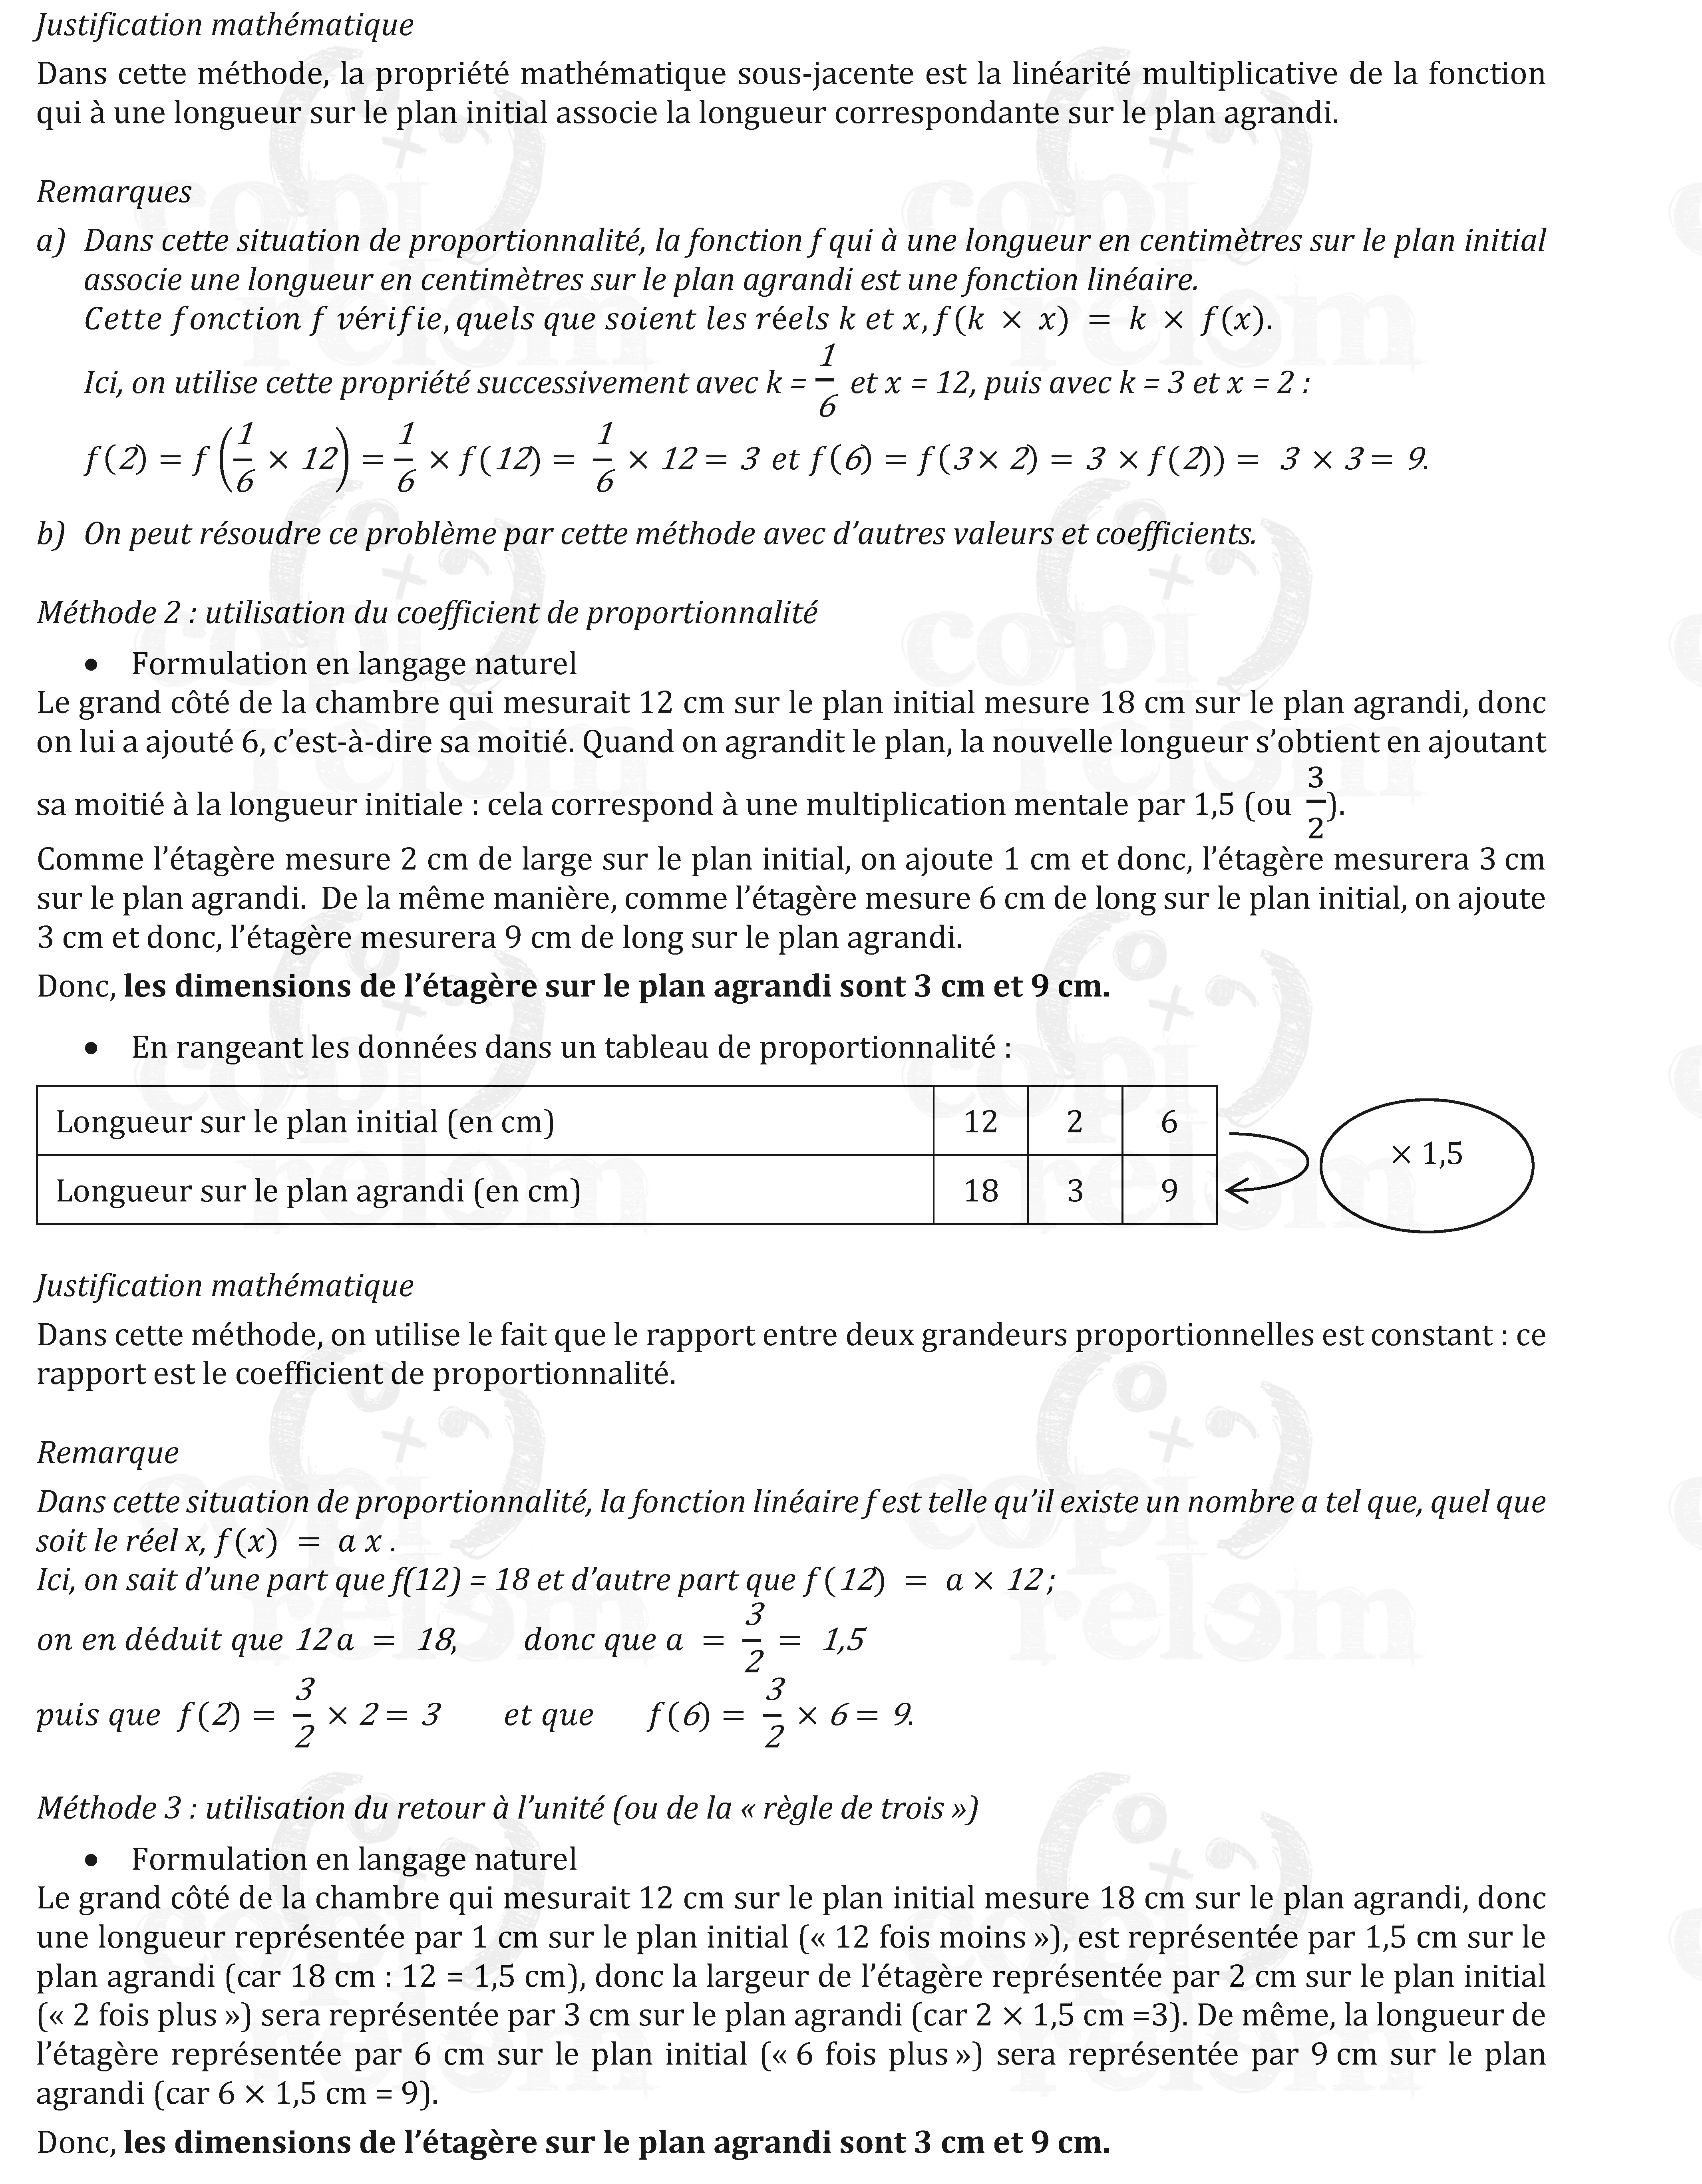 Justification mathématique
Dans cette méthode, la propriété mathématique sous-jacente est la linéarité multiplicative de la fonction
qui à une longueur sur le plan initial associe la longueur correspondante sur le plan agrandi.
Remarques
a) Dans cette situation de proportionnalité, la fonction f qui à une longueur en centimètres sur le plan initial
associe une longueur en centimètres sur le plan agrandi est une fonction linéaire.
Cette fonction f vérifie, quels que soient les réels k et x, f(k × x) = k × f(x).
Ici, on utilise cette propriété successivement avec k = 1/6 et x = 12, puis avec k = 3 et x = 2 :
f(2) = f(1/6 × 12) = 1/6 × f(12) = 1/6 × 12 = 3 et f(6) = f(3 × 2) = 3 × f(2)) = 3 × 3 = 9.
b) On peut résoudre ce problème par cette méthode avec d'autres valeurs et coefficients.
Méthode 2 : utilisation du coefficient de proportionnalité
• Formulation en langage naturel
Le grand côté de la chambre qui mesurait 12 cm sur le plan initial mesure 18 cm sur le plan agrandi, donc
on lui a ajouté 6, c'est-à-dire sa moitié. Quand on agrandit le plan, la nouvelle longueur s'obtient en ajoutant
sa moitié à la longueur initiale : cela correspond à une multiplication mentale par 1,5 (ou 3/2).
Comme l'étagère mesure 2 cm de large sur le plan initial, on ajoute 1 cm et donc, l'étagère mesurera 3 cm
sur le plan agrandi. De la même manière, comme l'étagère mesure 6 cm de long sur le plan initial, on ajoute
3 cm et donc, l'étagère mesurera 9 cm de long sur le plan agrandi.
Donc, les dimensions de l'étagère sur le plan agrandi sont 3 cm et 9 cm.
• En rangeant les données dans un tableau de proportionnalité :
Longueur sur le plan initial (en cm) 12 2 6
× 1,5
Longueur sur le plan agrandi (en cm) 18 3 9
Justification mathématique
Dans cette méthode, on utilise le fait que le rapport entre deux grandeurs proportionnelles est constant : ce
rapport est le coefficient de proportionnalité.
Remarque
Dans cette situation de proportionnalité, la fonction linéaire f est telle qu'il existe un nombre a tel que, quel que
soit le réel x, f(x) = a x .
Ici, on sait d'une part que f(12) = 18 et d'autre part que f(12) = a × 12 ;
on en déduit que 12 a = 18, donc que a = 3/2 = 1,5
puis que f(2) = 3/2 × 2 = 3 et que f(6) = 3/2 × 6 = 9.
Méthode 3 : utilisation du retour à l'unité (ou de la « règle de trois »)
• Formulation en langage naturel
Le grand côté de la chambre qui mesurait 12 cm sur le plan initial mesure 18 cm sur le plan agrandi, donc
une longueur représentée par 1 cm sur le plan initial (« 12 fois moins »), est représentée par 1,5 cm sur le
plan agrandi (car 18 cm : 12 = 1,5 cm), donc la largeur de l'étagère représentée par 2 cm sur le plan initial
(« 2 fois plus ») sera représentée par 3 cm sur le plan agrandi (car 2 × 1,5 cm =3). De même, la longueur de
l'étagère représentée par 6 cm sur le plan initial (« 6 fois plus ») sera représentée par 9 cm sur le plan
agrandi (car 6 × 1,5 cm = 9).
Donc, les dimensions de l'étagère sur le plan agrandi sont 3 cm et 9 cm.